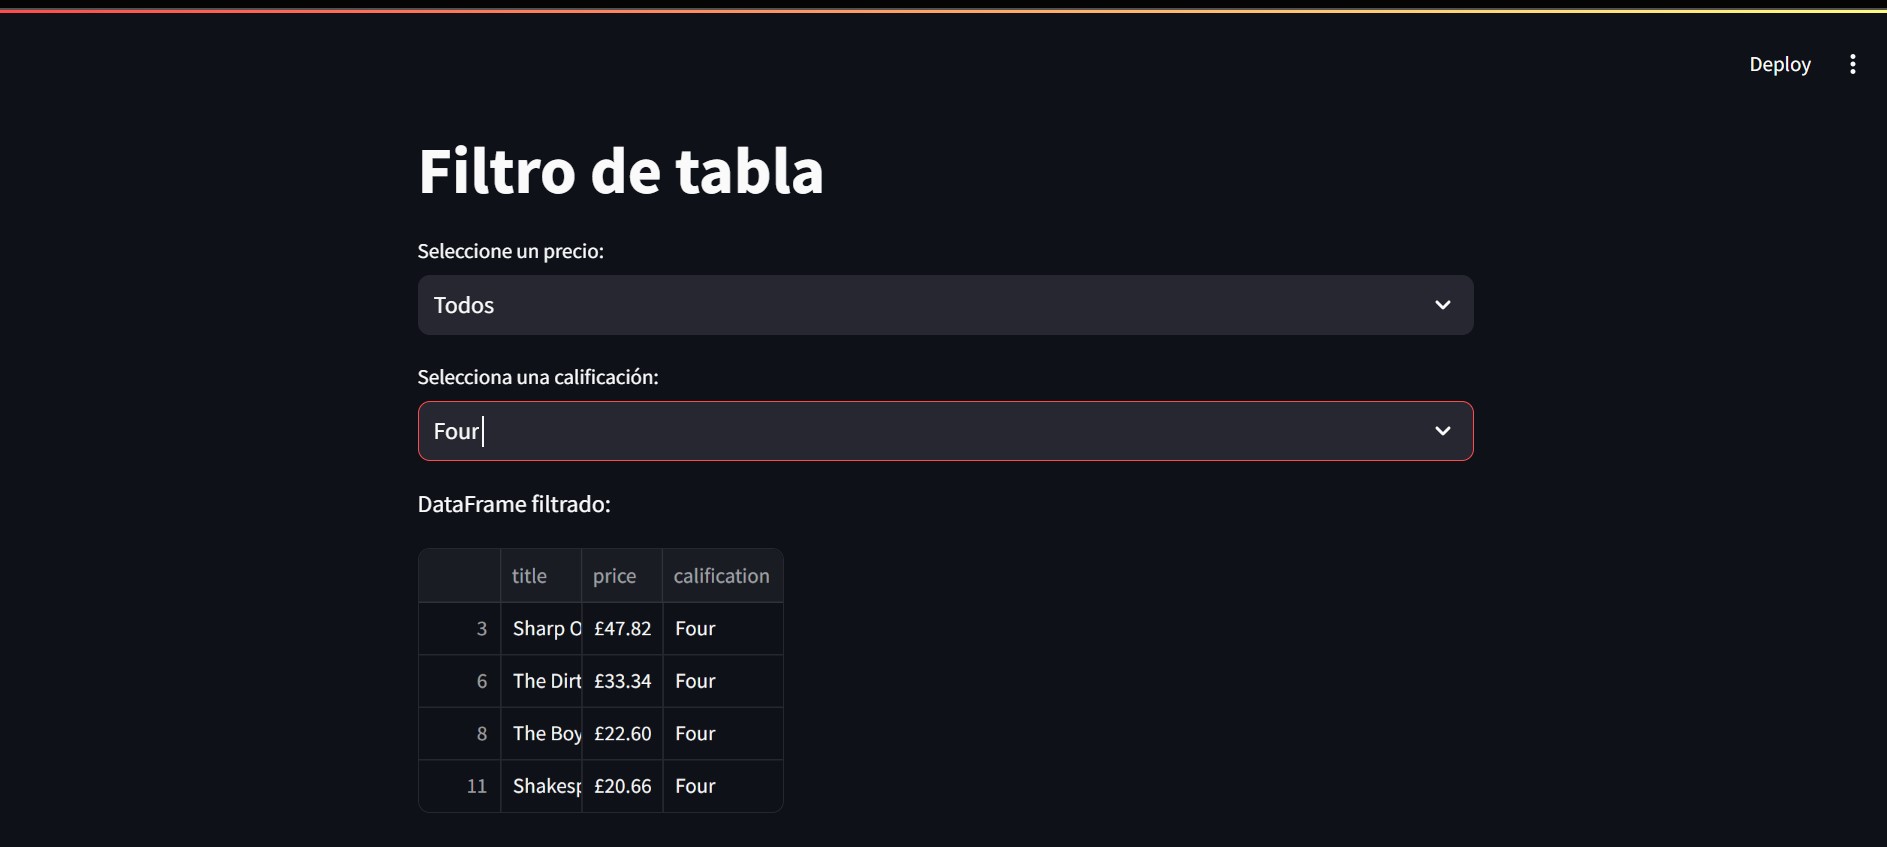 Deploy
Filtro de tabla
Seleccione un precio:
Todos
Selecciona una calificación:
Four
DataFrame filtrado:
title price calification
3 Sharp O £47.82 Four
6 The Dirt £33.34 Four
8 The Boy £22.60 Four
11 Shakesp £20.66 Four